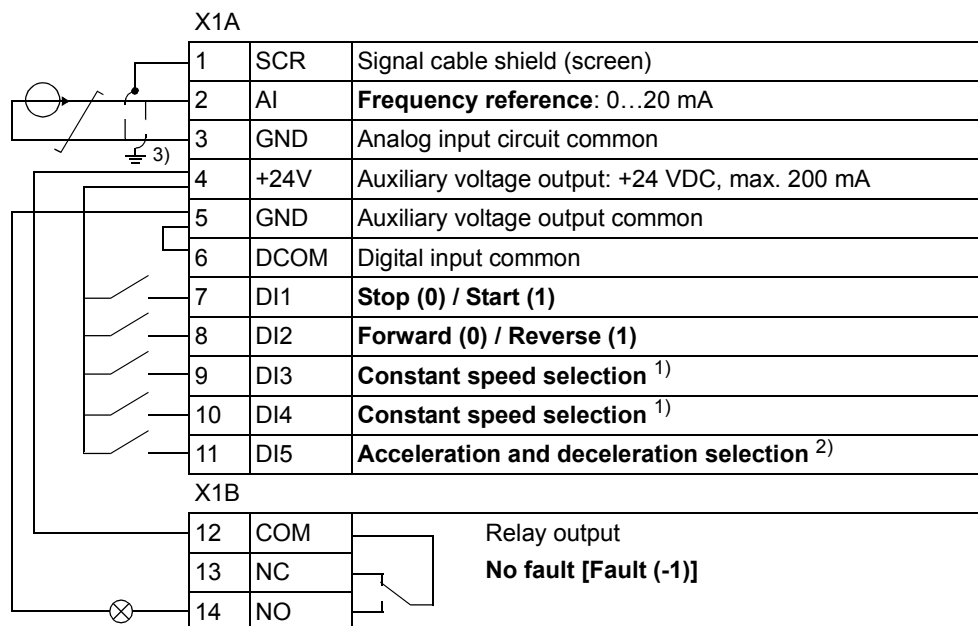 X1A
1 SCR Signal cable shield (screen)
2 AI Frequency reference: 0…20 mA
3 GND Analog input circuit common
3)
4 +24V Auxiliary voltage output: +24 VDC, max. 200 mA
5 GND Auxiliary voltage output common
6 DCOM Digital input common
7 DI1 Stop (0) / Start (1)
8 DI2 Forward (0) / Reverse (1)
9 DI3 Constant speed selection 1)
10 DI4 Constant speed selection 1)
11 DI5 Acceleration and deceleration selection 2)
X1B
12 COM Relay output
13 NC No fault [Fault (-1)]
14 NO